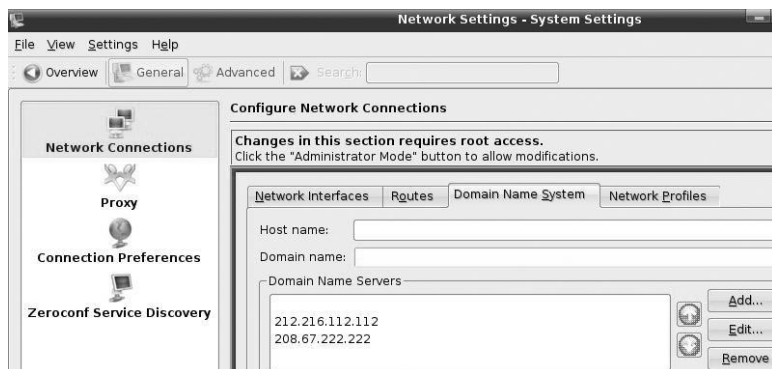 Network Settings - System Settings
File View Settings Help
Overview General Advanced Search:
Network Connections
Proxy
Connection Preferences
Zeroconf Service Discovery
Configure Network Connections
Changes in this section requires root access.
Click the "Administrator Mode" button to allow modifications.
Network Interfaces Routes Domain Name System Network Profiles
Host name:
Domain name:
Domain Name Servers
212.216.112.112
208.67.222.222
Add...
Edit...
Remove